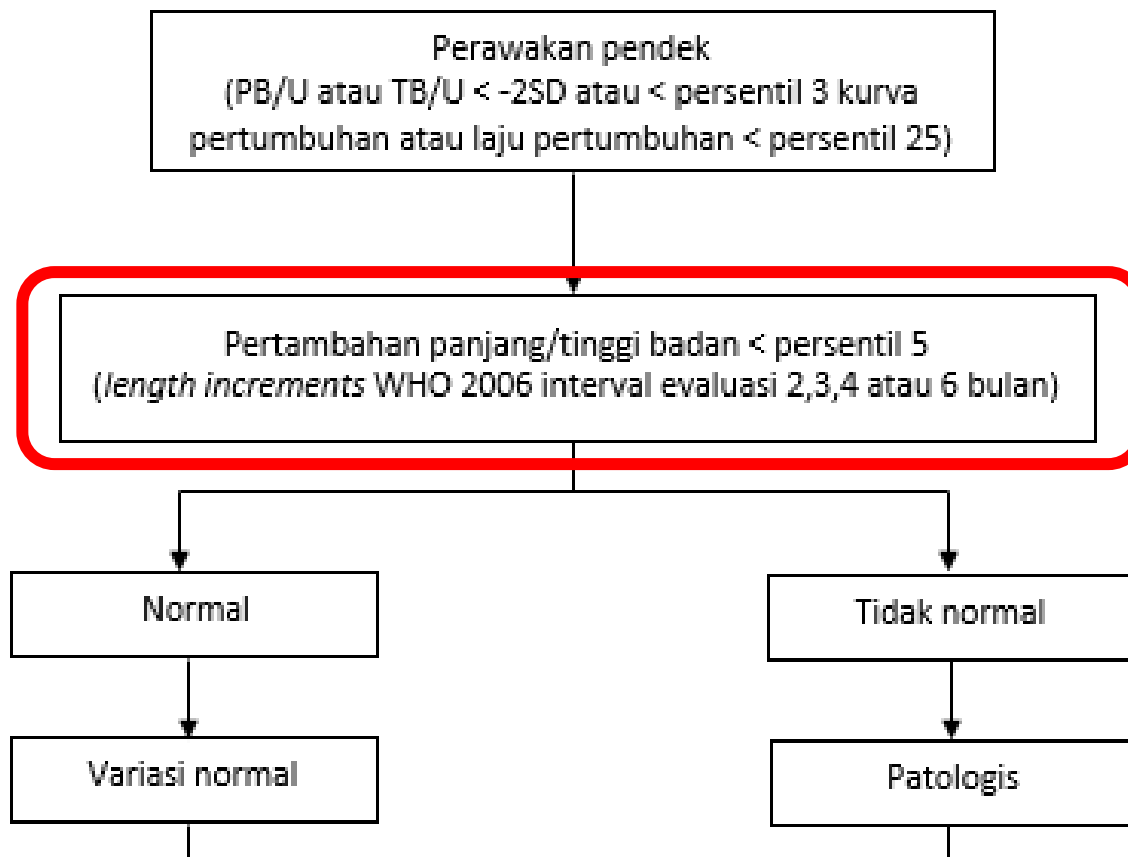 Perawakan pendek
(PB/U atau TB/U < -2SD atau < persentil 3 kurva
pertumbuhan atau laju pertumbuhan < persentil 25)
Pertambahan panjang/tinggi badan < persentil 5
(length increments WHO 2006 interval evaluasi 2,3,4 atau 6 bulan)
Normal
Tidak normal
Variasi normal
Patologis